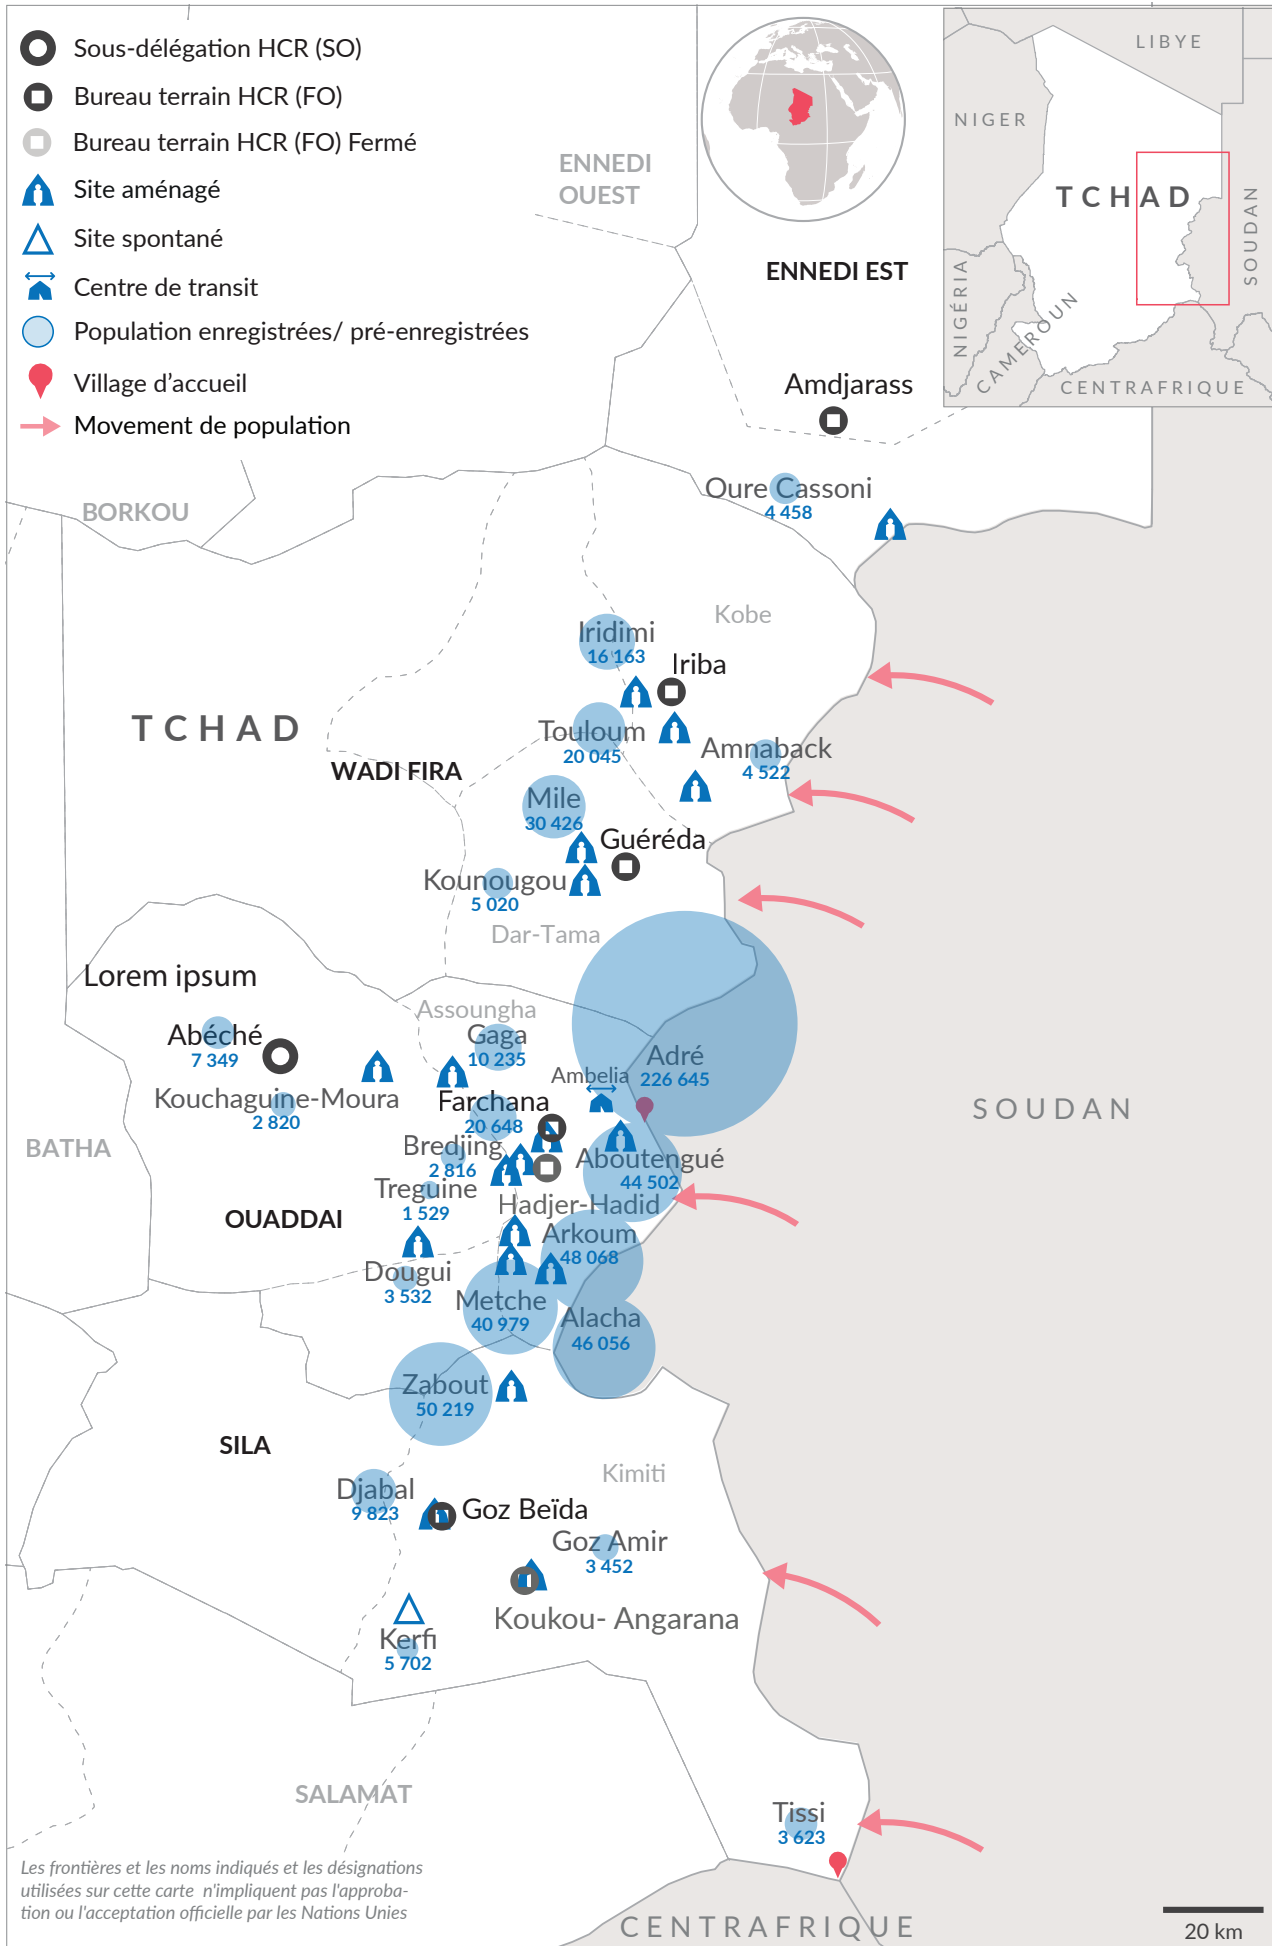 Sous-délégation HCR (SO)
Bureau terrain HCR (FO)
Bureau terrain HCR (FO) Fermé
Site aménagé
Site spontané
Centre de transit
Population enregistrées/ pré-enregistrées
Village d'accueil
Movement de population
LIBYE
NIGER
TCHAD
SOUDAN
NIGÉRIA
CAMEROUN
CENTRAFRIQUE
ENNEDI
OUEST
ENNEDI EST
Amdjarass
Oure Cassoni
4 458
BORKOU
Kobe
Iridimi
16 163
Iriba
TCHAD
Touloum
20 045
Amnaback
4 522
WADI FIRA
Mile
30 426
Guéréda
Kounougou
5 020
Dar-Tama
Lorem ipsum
Assoungha
Abéché
7 349
Gaga
10 235
Adré
226 645
Ambelia
Kouchaguine-Moura
2 820
Farchana
20 648
SOUDAN
BATHA
Bredjing
2 816
Aboutengué
44 502
Treguine
1 529
Hadjer-Hadid
OUADDAI
Arkoum
48 068
Dougui
3 532
Metche
40 979
Alacha
46 056
Zabout
50 219
SILA
Kimiti
Djabal
9 823
Goz Beïda
Goz Amir
3 452
Koukou- Angarana
Kerfi
5 702
SALAMAT
Tissi
3 623
Les frontières et les noms indiqués et les désignations
utilisées sur cette carte n'impliquent pas l'approba-
tion ou l'acceptation officielle par les Nations Unies
CENTRAFRIQUE
20 km